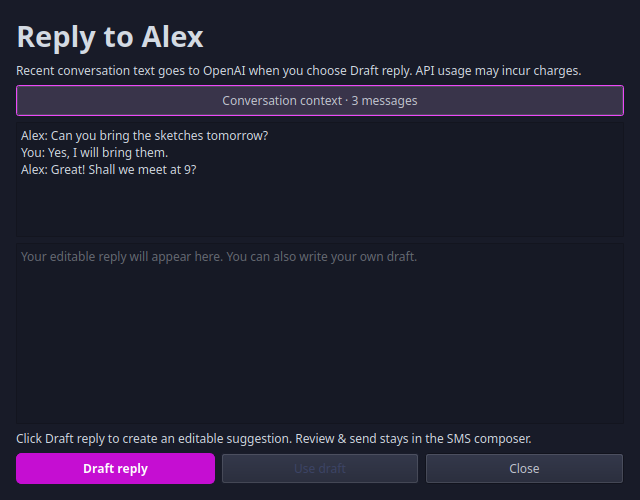 Reply to Alex
Recent conversation text goes to OpenAI when you choose Draft reply. API usage may incur charges.
Conversation context · 3 messages
Alex: Can you bring the sketches tomorrow?
You: Yes, I will bring them.
Alex: Great! Shall we meet at 9?
Your editable reply will appear here. You can also write your own draft.
Click Draft reply to create an editable suggestion. Review & send stays in the SMS composer.
Draft reply
Use draft
Close